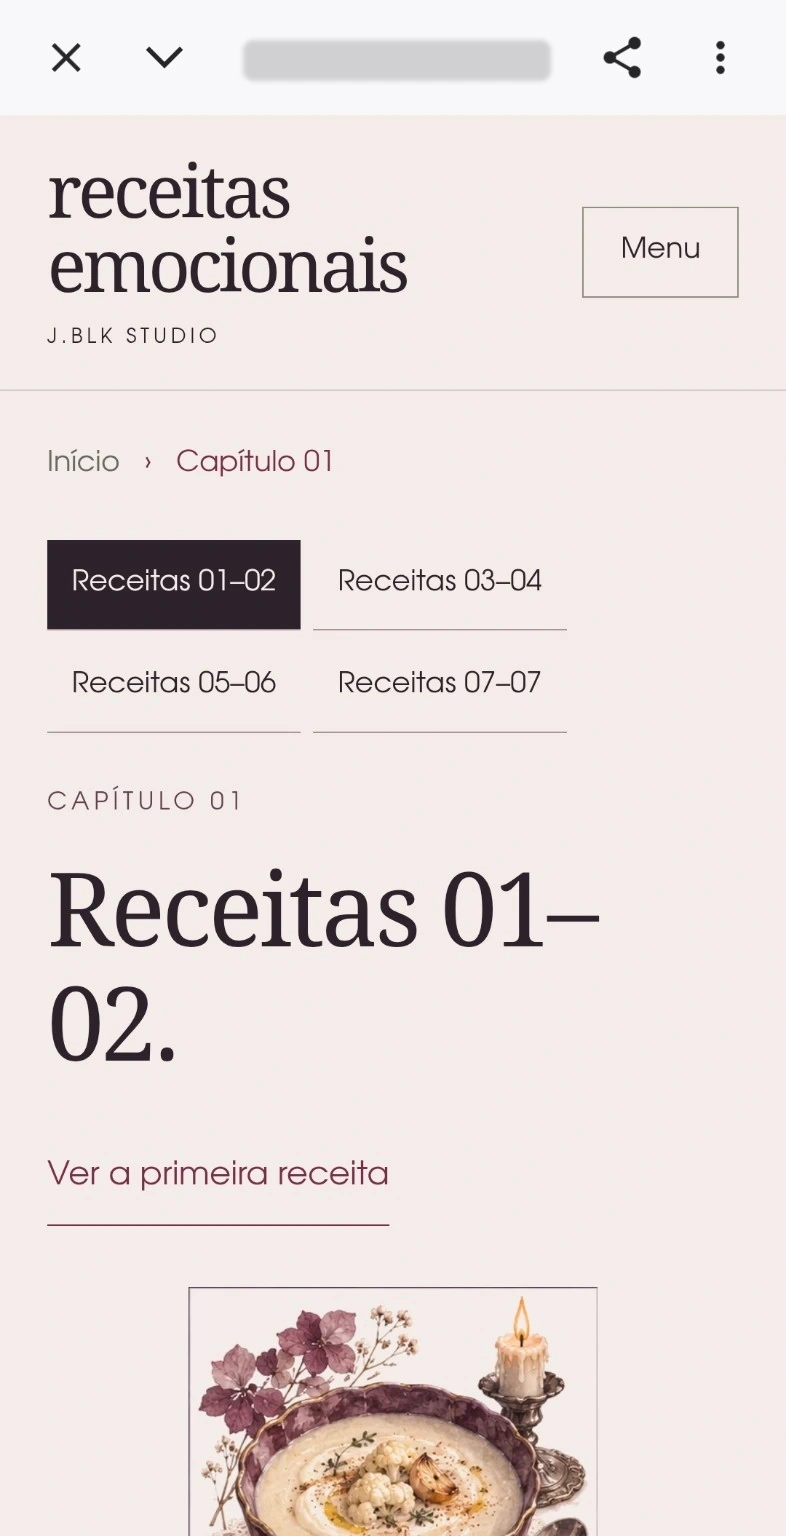 receitas
emocionais
J.BLK STUDIO
Menu
Início › Capítulo 01
Receitas 01–02
Receitas 03–04
Receitas 05–06
Receitas 07–07
CAPÍTULO 01
Receitas 01–
02.
Ver a primeira receita